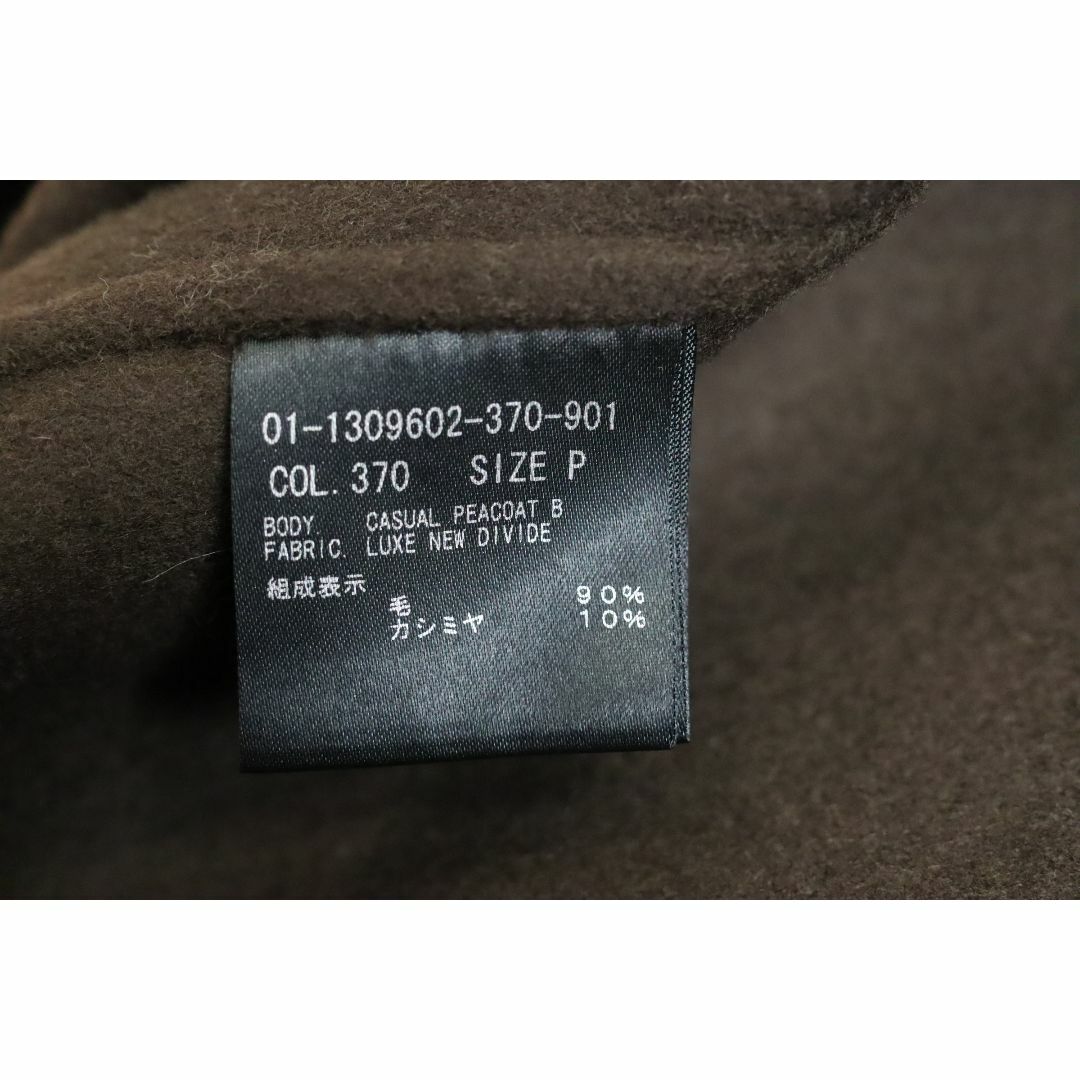 01-1309602-370-901
COL. 370 SIZE P
BODY CASUAL PEACOAT B
FABRIC. LUXE NEW DIVIDE
組成表示
毛 90%
カシミヤ 10%